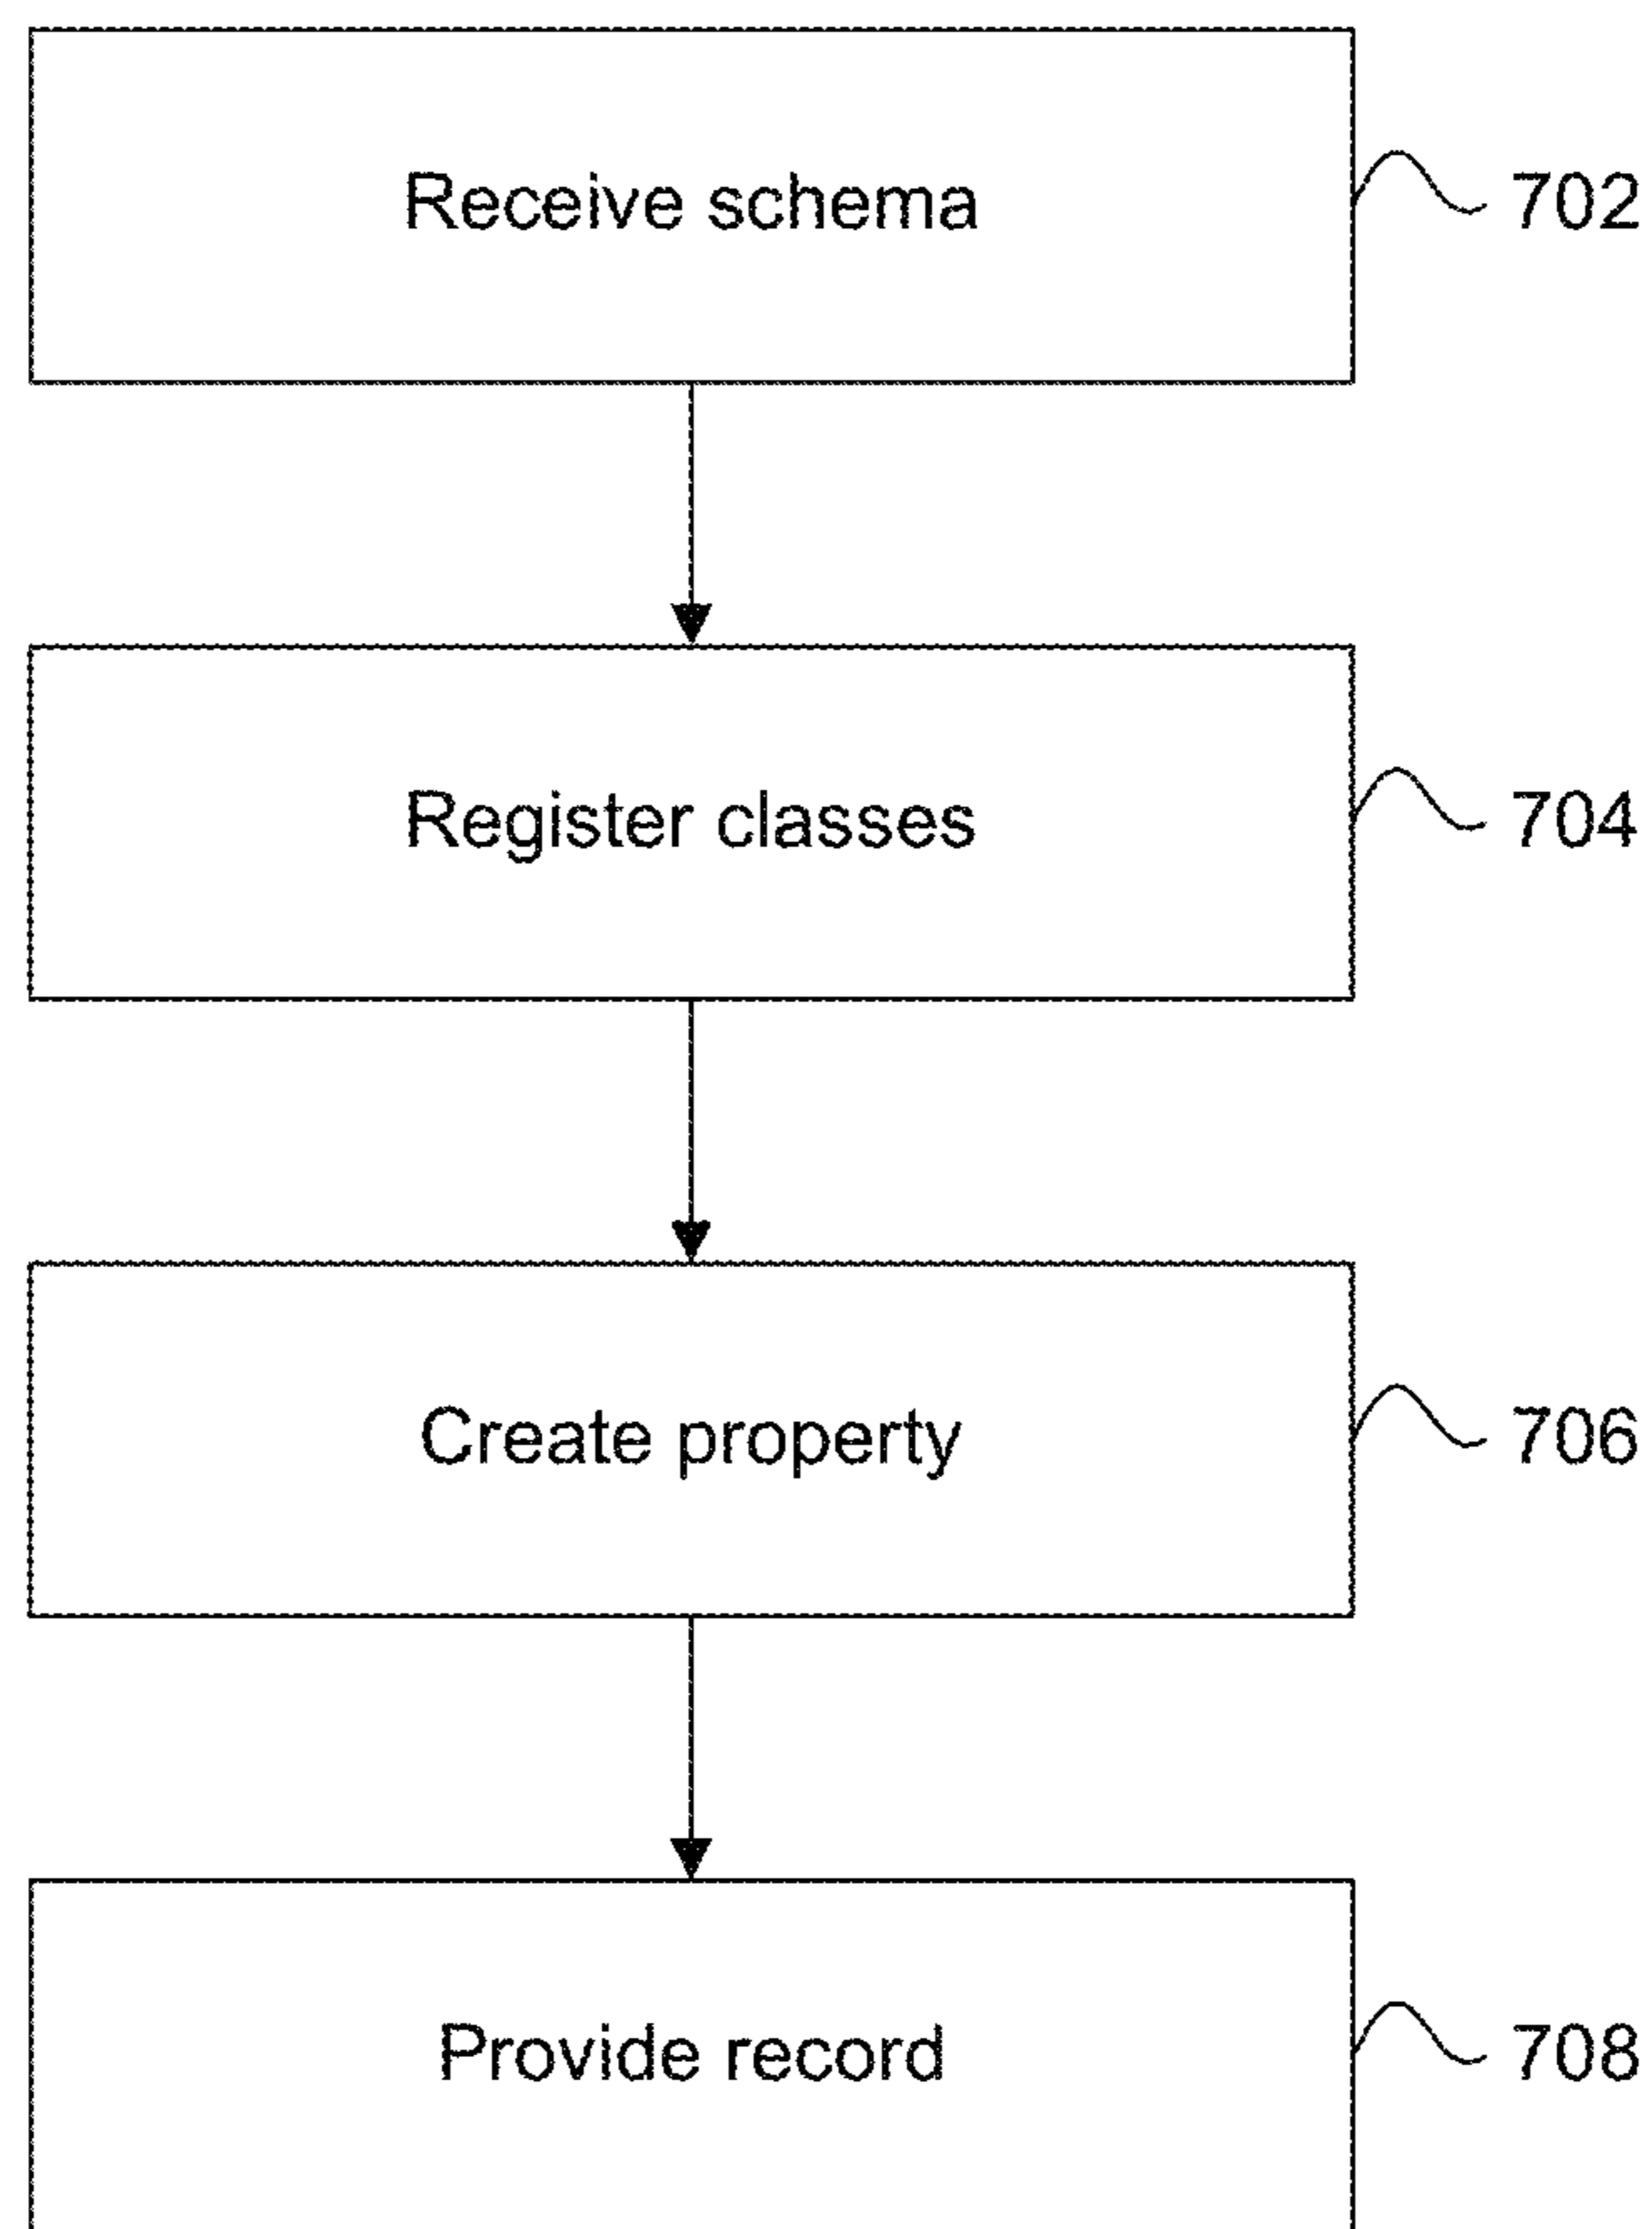 Receive schema 702
Register classes 704
Create property 706
Provide record 708